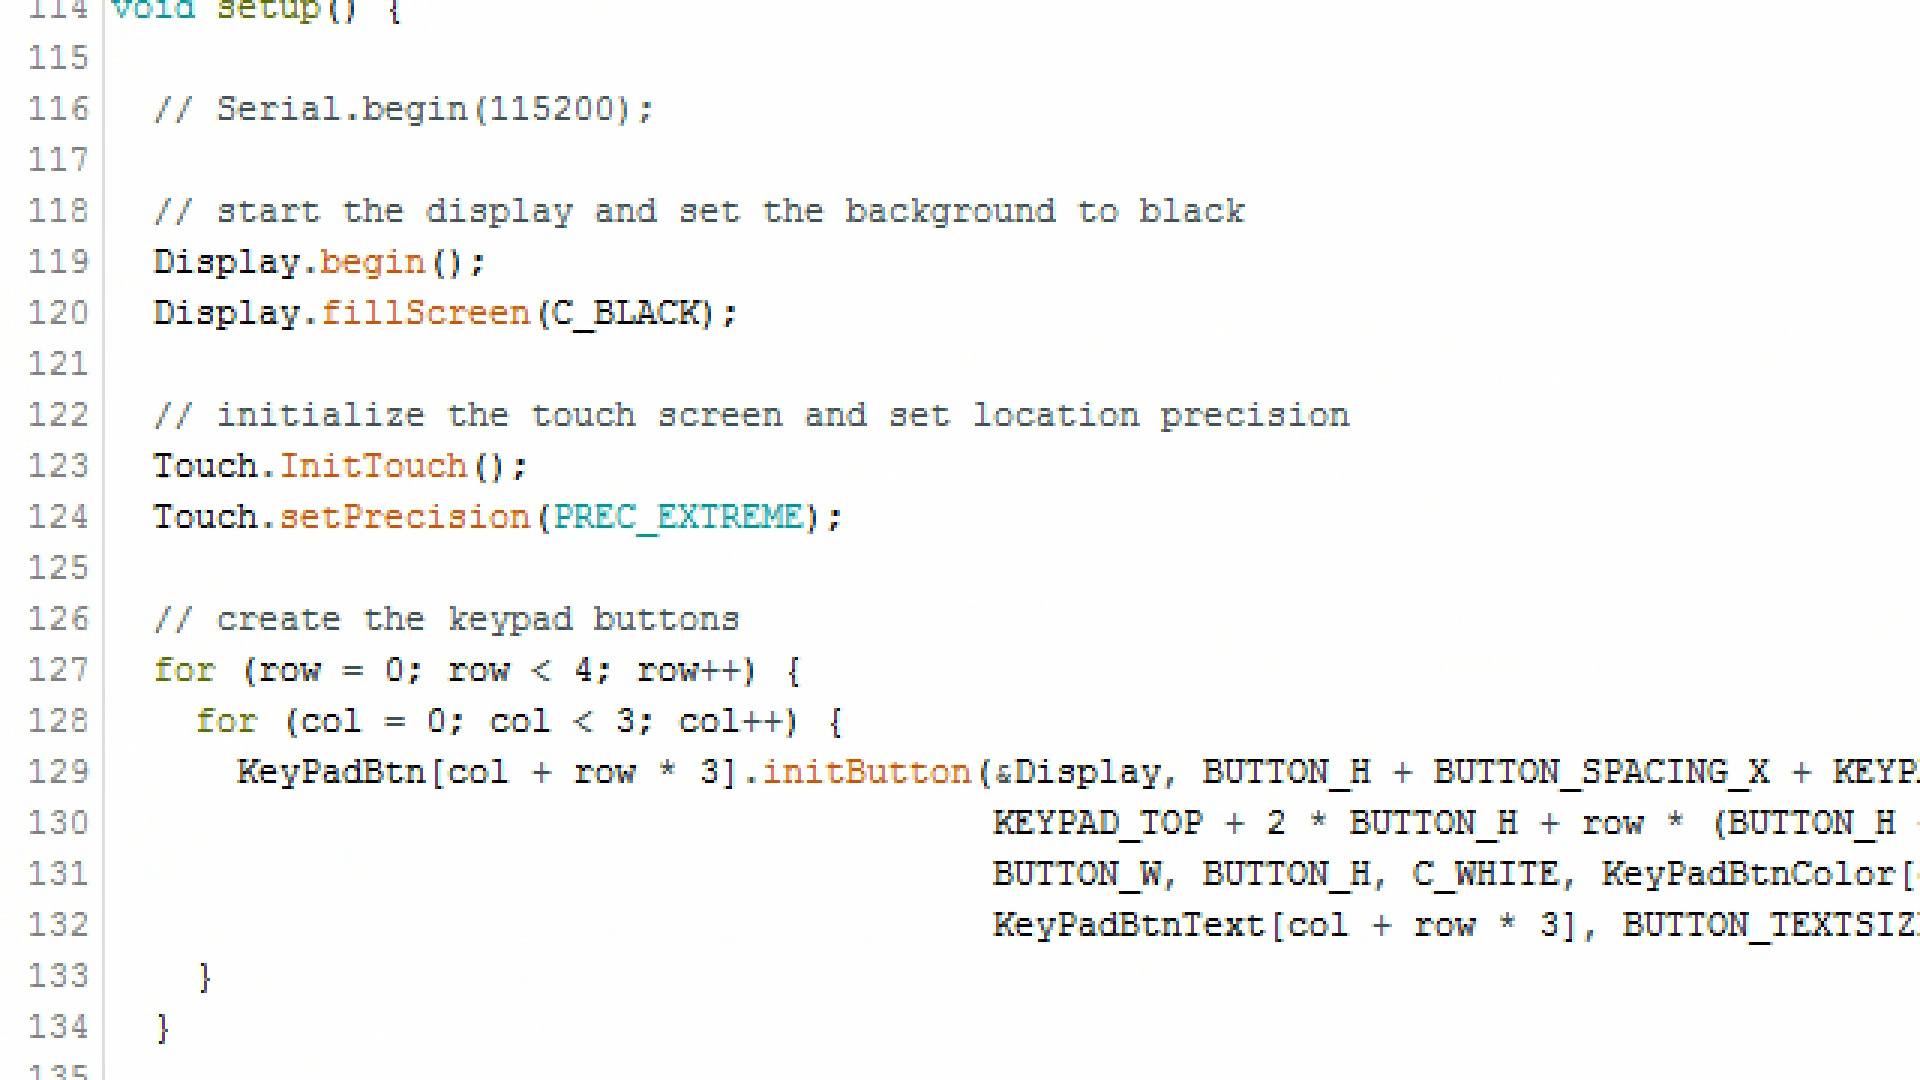 114 void setup() {
115
116 // Serial.begin(115200);
117
118 // start the display and set the background to black
119 Display.begin();
120 Display.fillScreen(C_BLACK);
121
122 // initialize the touch screen and set location precision
123 Touch.InitTouch();
124 Touch.setPrecision(PREC_EXTREME);
125
126 // create the keypad buttons
127 for (row = 0; row < 4; row++) {
128 for (col = 0; col < 3; col++) {
129 KeyPadBtn[col + row * 3].initButton(&Display, BUTTON_H + BUTTON_SPACING_X + KEYP
130 KEYPAD_TOP + 2 * BUTTON_H + row * (BUTTON_H
131 BUTTON_W, BUTTON_H, C_WHITE, KeyPadBtnColor[
132 KeyPadBtnText[col + row * 3], BUTTON_TEXTSIZ
133 }
134 }
135